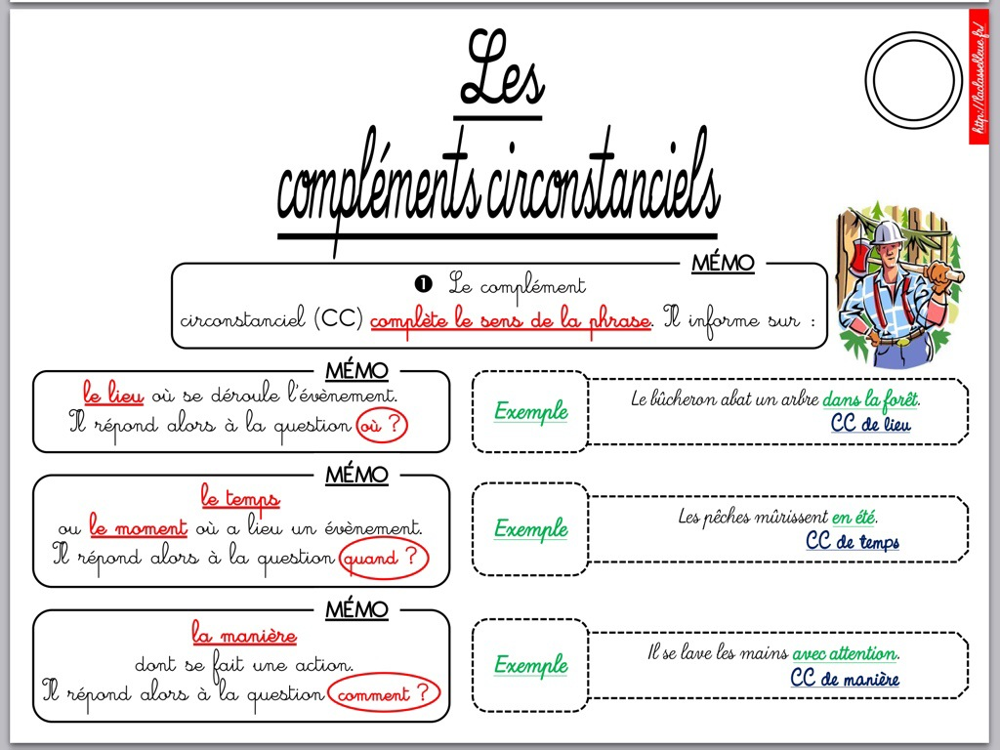 Les
compléments circonstanciels
http://laclassebleue.fr/
MÉMO
❶ Le complément
circonstanciel (CC) complète le sens de la phrase. Il informe sur :
MÉMO
le lieu où se déroule l'évènement.
Il répond alors à la question où ?
Exemple
Le bûcheron abat un arbre dans la forêt.
CC de lieu
MÉMO
le temps
ou le moment où a lieu un évènement.
Il répond alors à la question quand ?
Exemple
Les pêches mûrissent en été.
CC de temps
MÉMO
la manière
dont se fait une action.
Il répond alors à la question comment ?
Exemple
Il se lave les mains avec attention.
CC de manière